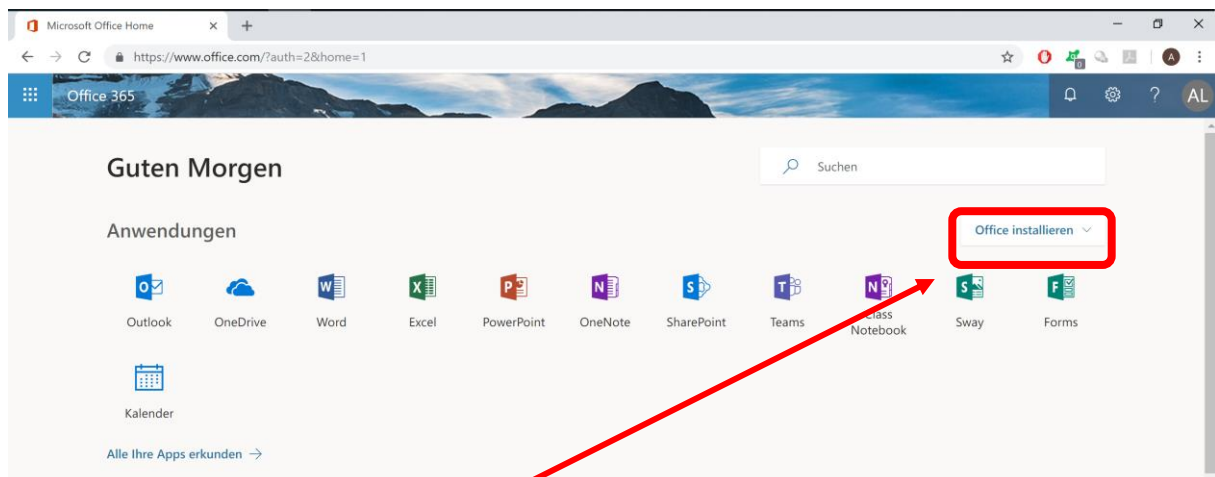 Microsoft Office Home
https://www.office.com/?auth=2&home=1
0
A
Office 365
?
AL
Guten Morgen
Suchen
Anwendungen
Office installieren
Outlook OneDrive Word Excel PowerPoint OneNote SharePoint Teams Class Notebook Sway Forms
Kalender
Alle Ihre Apps erkunden →